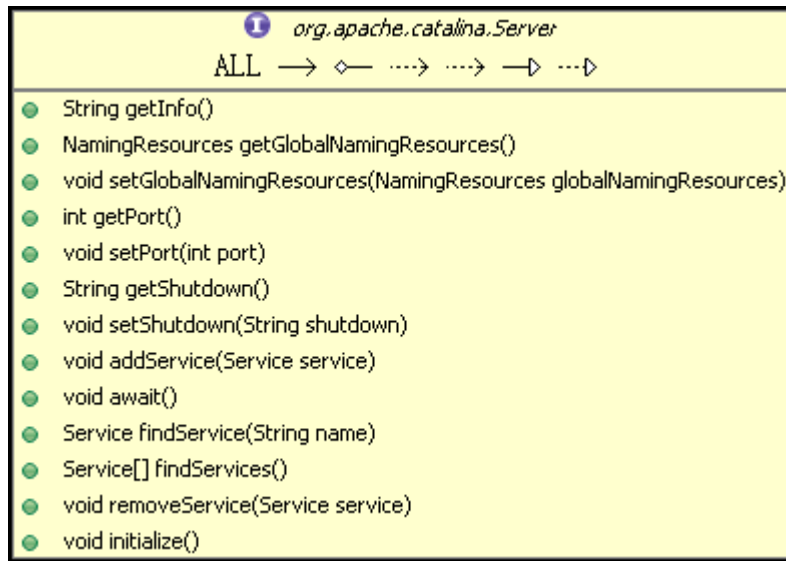 I org.apache.catalina.Server
ALL
String getInfo()
NamingResources getGlobalNamingResources()
void setGlobalNamingResources(NamingResources globalNamingResources)
int getPort()
void setPort(int port)
String getShutdown()
void setShutdown(String shutdown)
void addService(Service service)
void await()
Service findService(String name)
Service[] findServices()
void removeService(Service service)
void initialize()